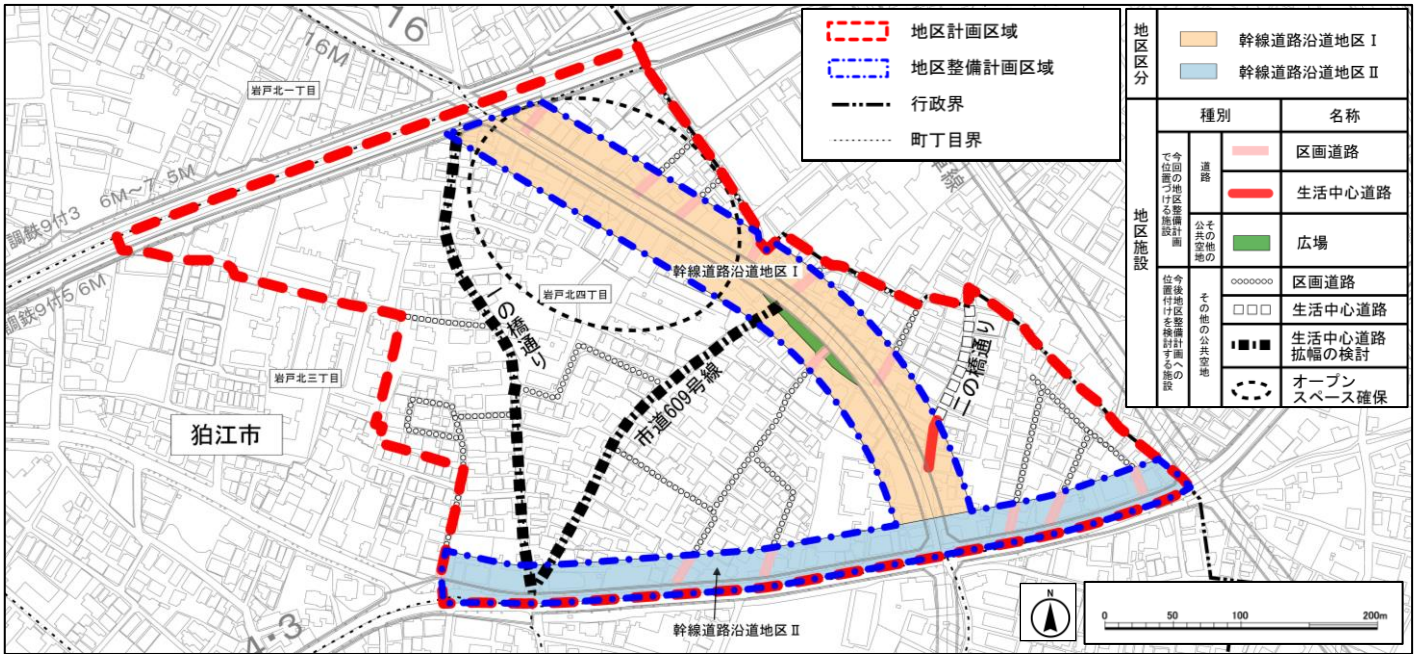 16
16M
岩戸北一丁目
調鉄9付3 6M~7.5M
調鉄9付5 6M
岩戸北三丁目
狛江市
一の橋通り
岩戸北四丁目
幹線道路沿道地区Ⅰ
市道609号線
二の橋通り
幹線道路沿道地区Ⅱ
4・3
地区計画区域
地区整備計画区域
行政界
町丁目界
地区区分
幹線道路沿道地区Ⅰ
幹線道路沿道地区Ⅱ
地区施設
種別
名称
今回の地区整備計画
で位置づける施設
道路
区画道路
生活中心道路
その他の
公共空地
広場
今後地区整備計画への
位置付けを検討する施設
その他の公共空地
区画道路
生活中心道路
生活中心道路
拡幅の検討
オープン
スペース確保
N
0 50 100 200m